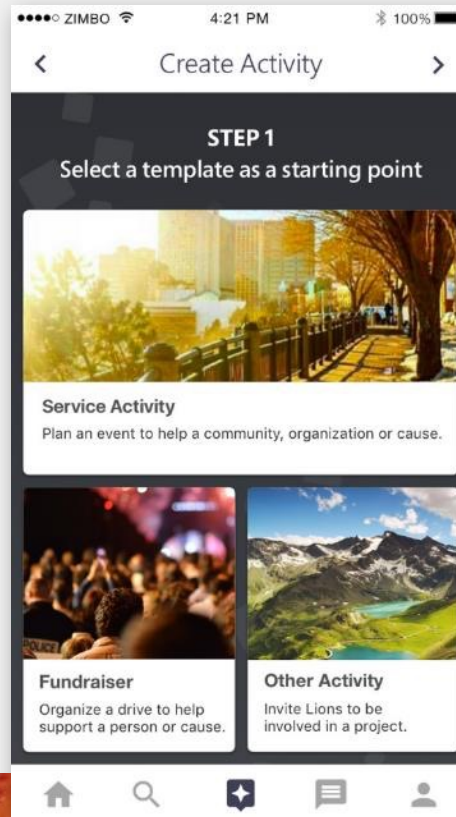 ZIMBO 4:21 PM 100%
Create Activity
STEP 1
Select a template as a starting point
Service Activity
Plan an event to help a community, organization or cause.
POLICE
Fundraiser
Organize a drive to help
support a person or cause.
Other Activity
Invite Lions to be
involved in a project.